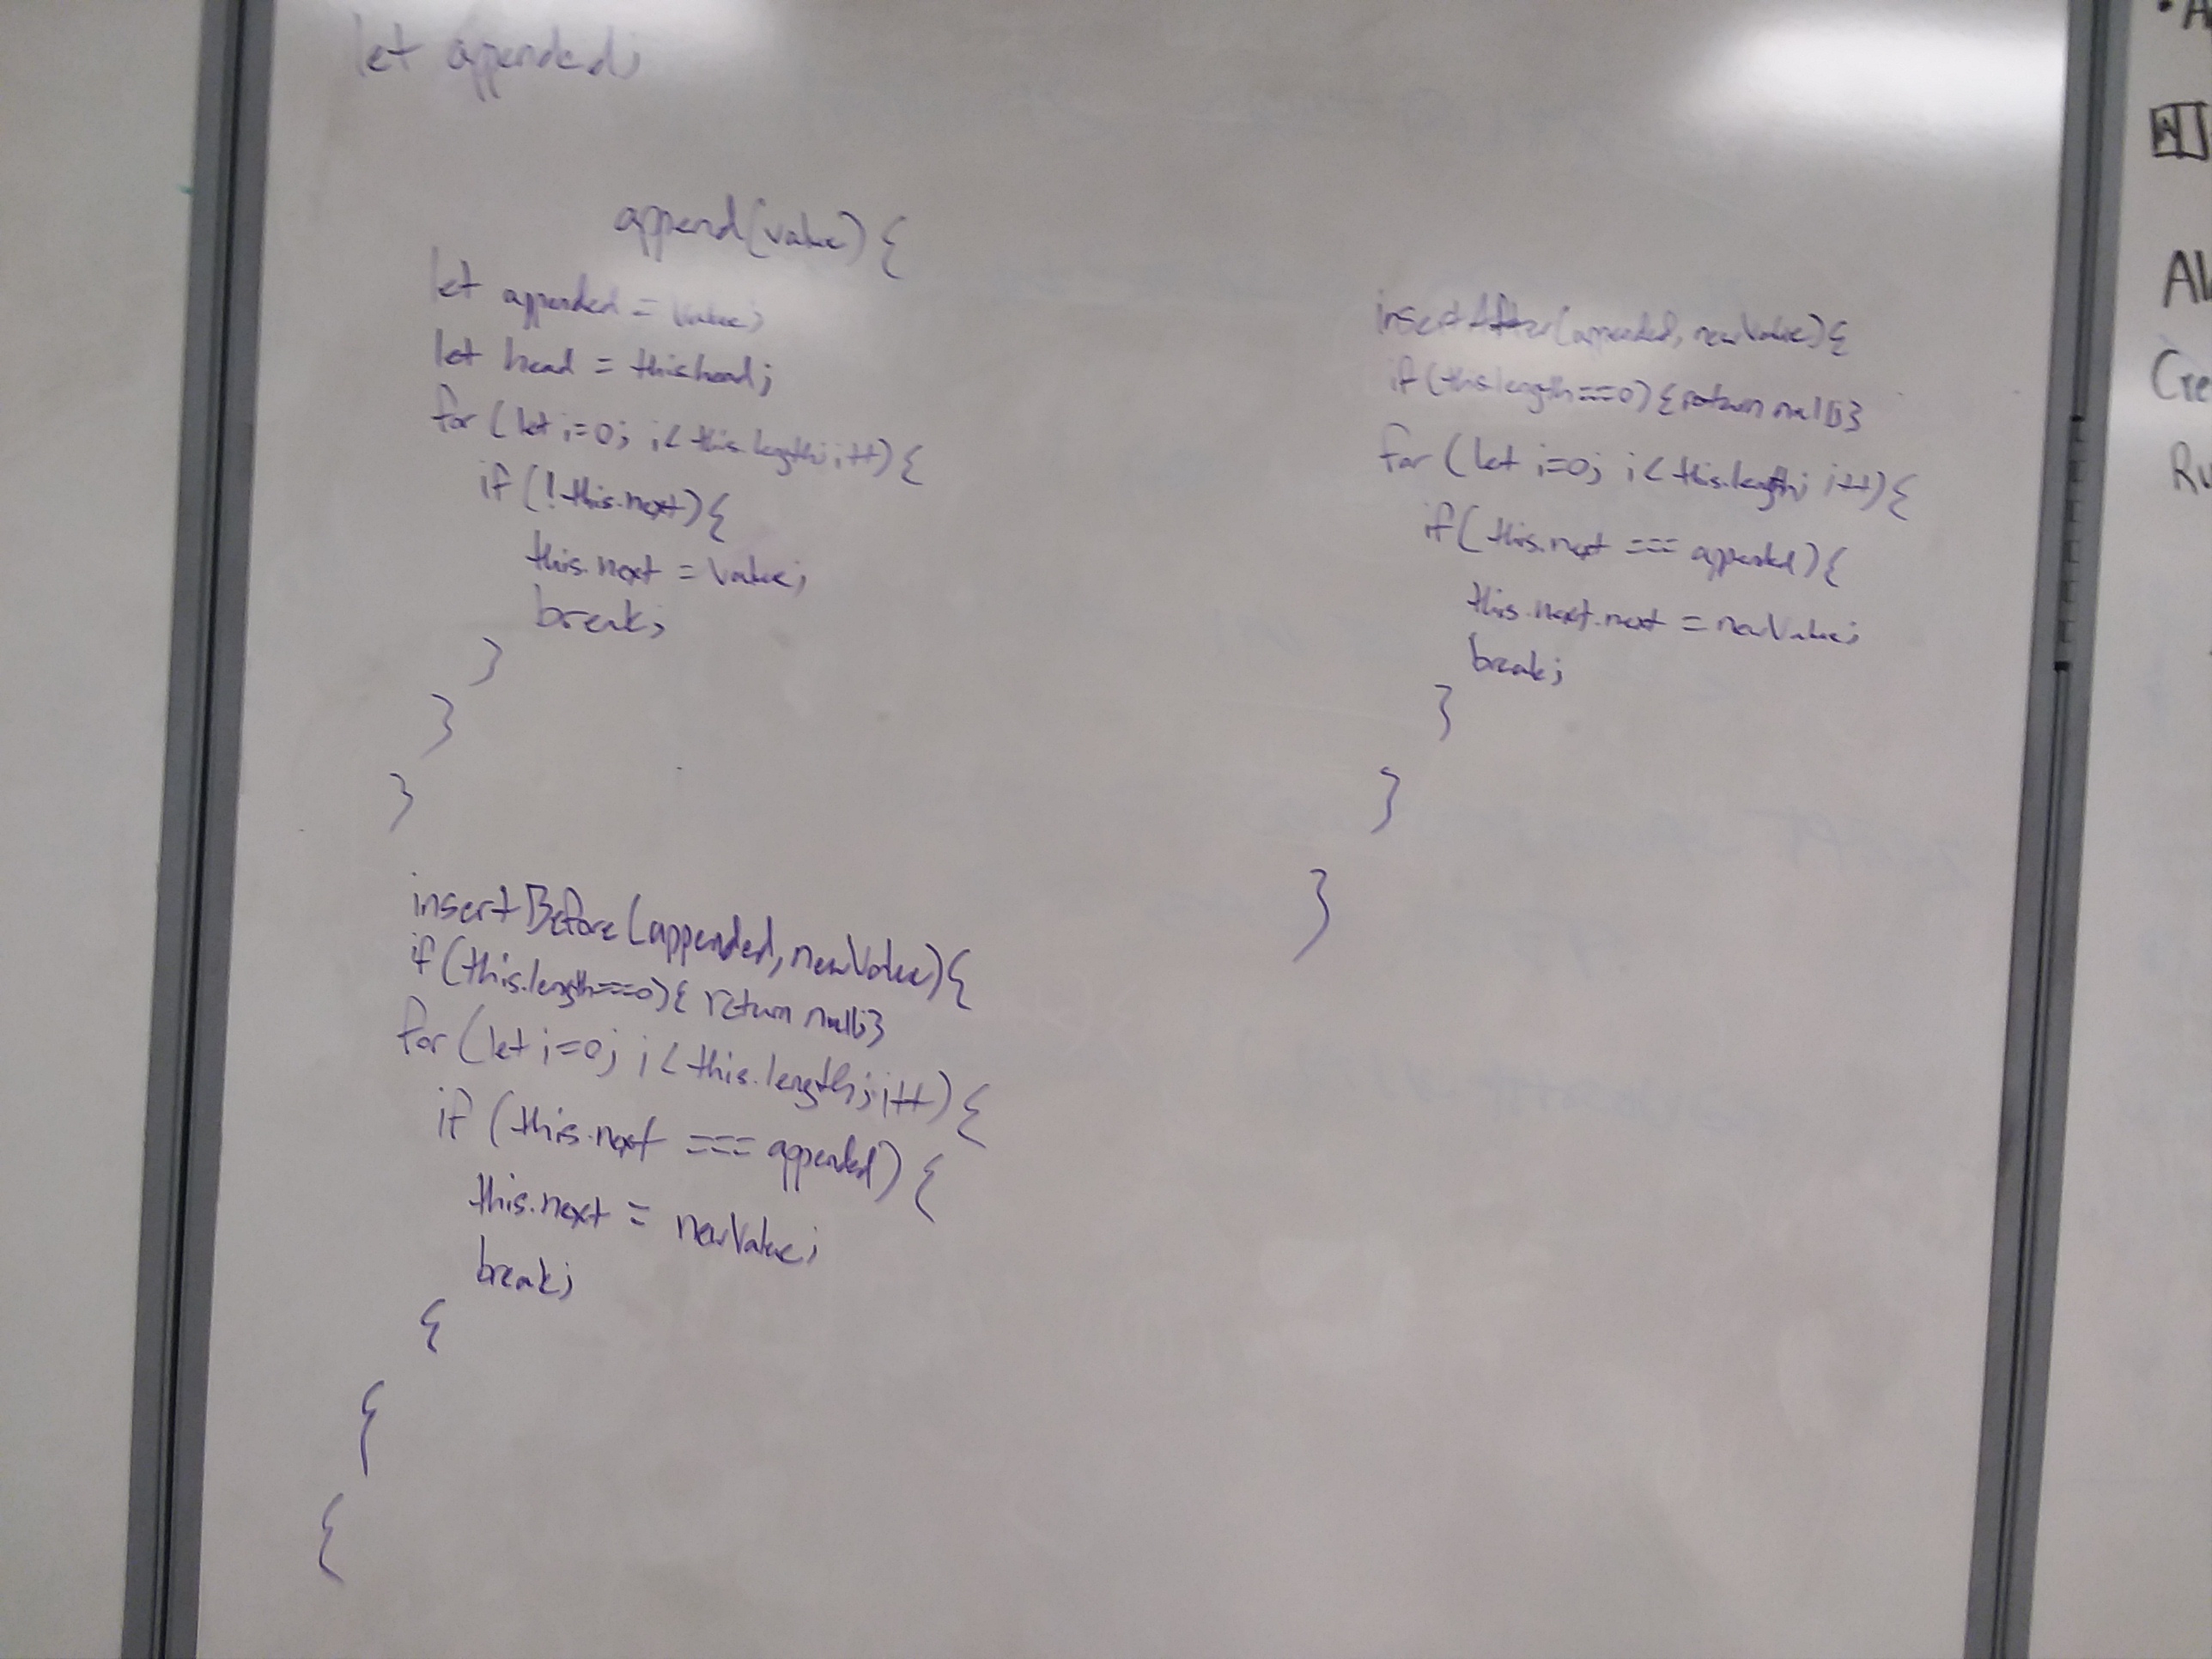 let appended;
append(value) {
let appended = value;
let head = this.head;
for (let i=0; i< this.length; i++) {
if (!this.next) {
this.next = value;
break;
}
}
}
insertBefore(appended, newValue) {
if (this.length===0) { return null; }
for (let i=0; i < this.length; i++) {
if (this.next === appended) {
this.next = newValue;
break;
{
{
{
insertAfter(appended, newValue) {
if (this.length===0) { return null; }
for (let i=0; i < this.length; i++) {
if (this.next === appended) {
this.next.next = newValue;
break;
}
}
}